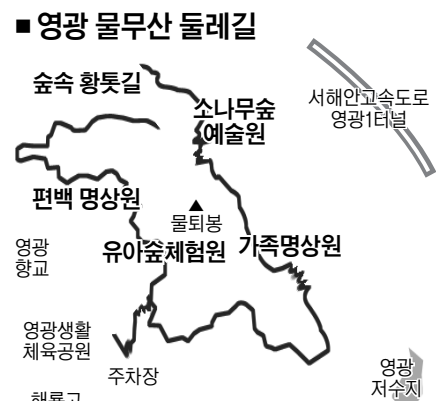 ■ 영광 물무산 둘레길
숲속 황톳길
소나무숲
예술원
서해안고속도로
영광1터널
편백 명상원
물퇴봉
영광
향교
유아숲체험원
가족명상원
영광생활
체육공원
주차장
영광
저수지
해룡고